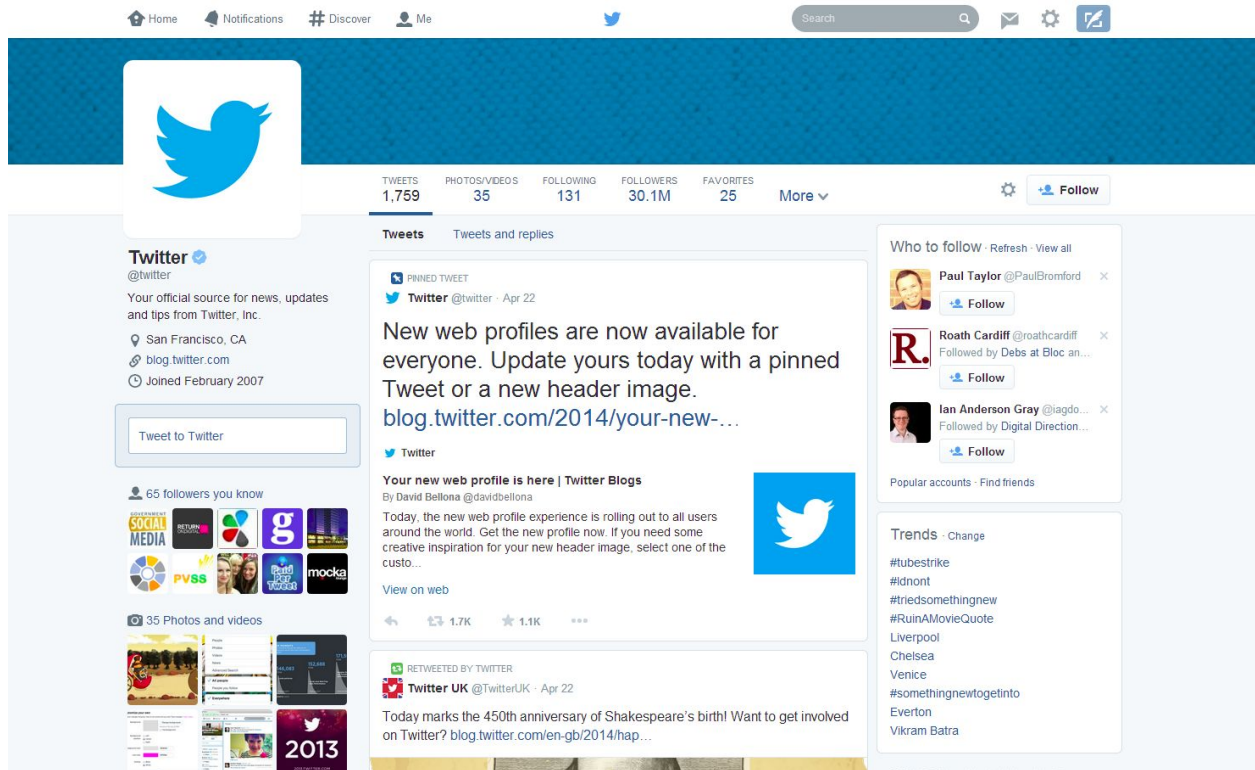 Home Notifications Discover Me Search
TWEETS PHOTOS/VIDEOS FOLLOWING FOLLOWERS FAVORITES
1,759 35 131 30.1M 25 More Follow
Twitter
@twitter
Your official source for news, updates
and tips from Twitter, Inc.
San Francisco, CA
blog.twitter.com
Joined February 2007
Tweet to Twitter
65 followers you know
GOVERNMENT
SOCIAL
MEDIA
RETURN
g
PVSS
Paid
Per
Tweet
mocka
35 Photos and videos
2013
Tweets Tweets and replies
PINNED TWEET
Twitter @twitter · Apr 22
New web profiles are now available for
everyone. Update yours today with a pinned
Tweet or a new header image.
blog.twitter.com/2014/your-new-…
Twitter
Your new web profile is here | Twitter Blogs
By David Bellona @davidbellona
Today, the new web profile experience is rolling out to all users
around the world. Get the new profile now. If you need some
creative inspiration for your new header image, select one of the
custo...
View on web
1.7K 1.1K
RETWEETED BY TWITTER
Twitter UK @TwitterUK · Apr 22
Today marks the 450th anniversary of Shakespeare's birth! Want to get involved
on Twitter? blog.twitter.com/en-gb/2014/hap…
Who to follow · Refresh · View all
Paul Taylor @PaulBromford
Follow
R.
Roath Cardiff @roathcardiff
Followed by Debs at Bloc an...
Follow
Ian Anderson Gray @iagdo...
Followed by Digital Direction...
Follow
Popular accounts · Find friends
Trends · Change
#tubestrike
#ldnont
#triedsomethingnew
#RuinAMovieQuote
Liverpool
Chelsea
Venice
#somethingnewtogetinto
Everton
Vikram Batra